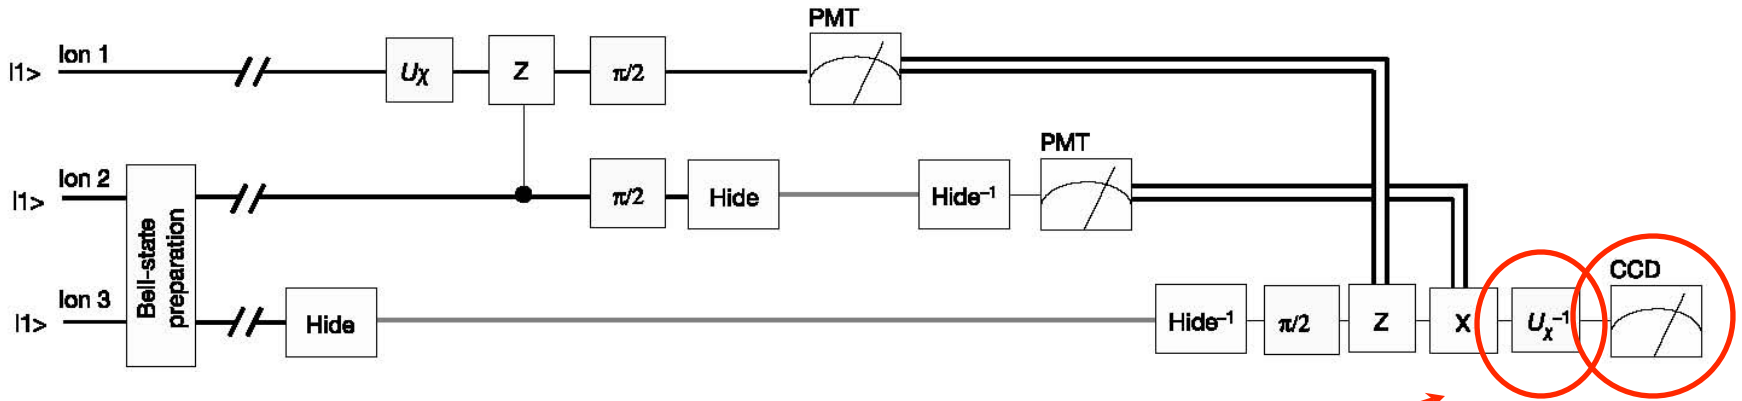 PMT
Ion 1
|1>
Uχ
Z
π/2
PMT
Ion 2
|1>
π/2
Hide
Hide⁻¹
Bell-state
preparation
CCD
Ion 3
|1>
Hide
Hide⁻¹
π/2
Z
X
Uχ⁻¹